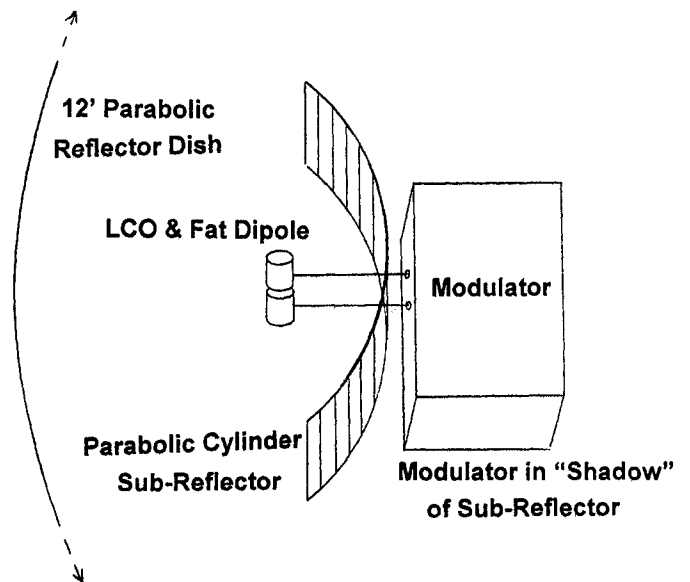 12' Parabolic
Reflector Dish
LCO & Fat Dipole
Modulator
Parabolic Cylinder
Sub-Reflector
Modulator in “Shadow”
of Sub-Reflector